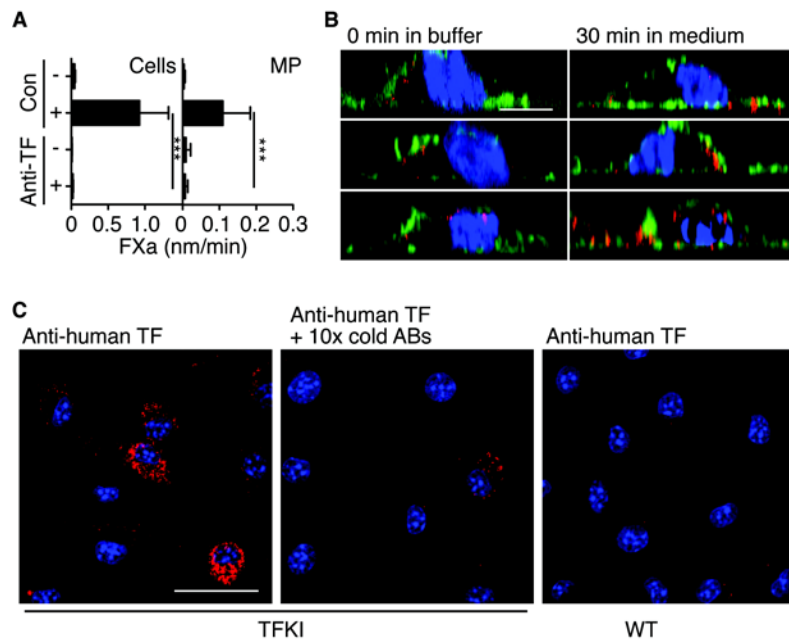 A
Cells
MP
Con
-
+
Anti-TF
-
+
***
***
0 1.0 0 0.1 0.2 0.3
FXa (nm/min)
B
0 min in buffer
30 min in medium
C
Anti-human TF
Anti-human TF
+ 10x cold ABs
Anti-human TF
TFKI
WT